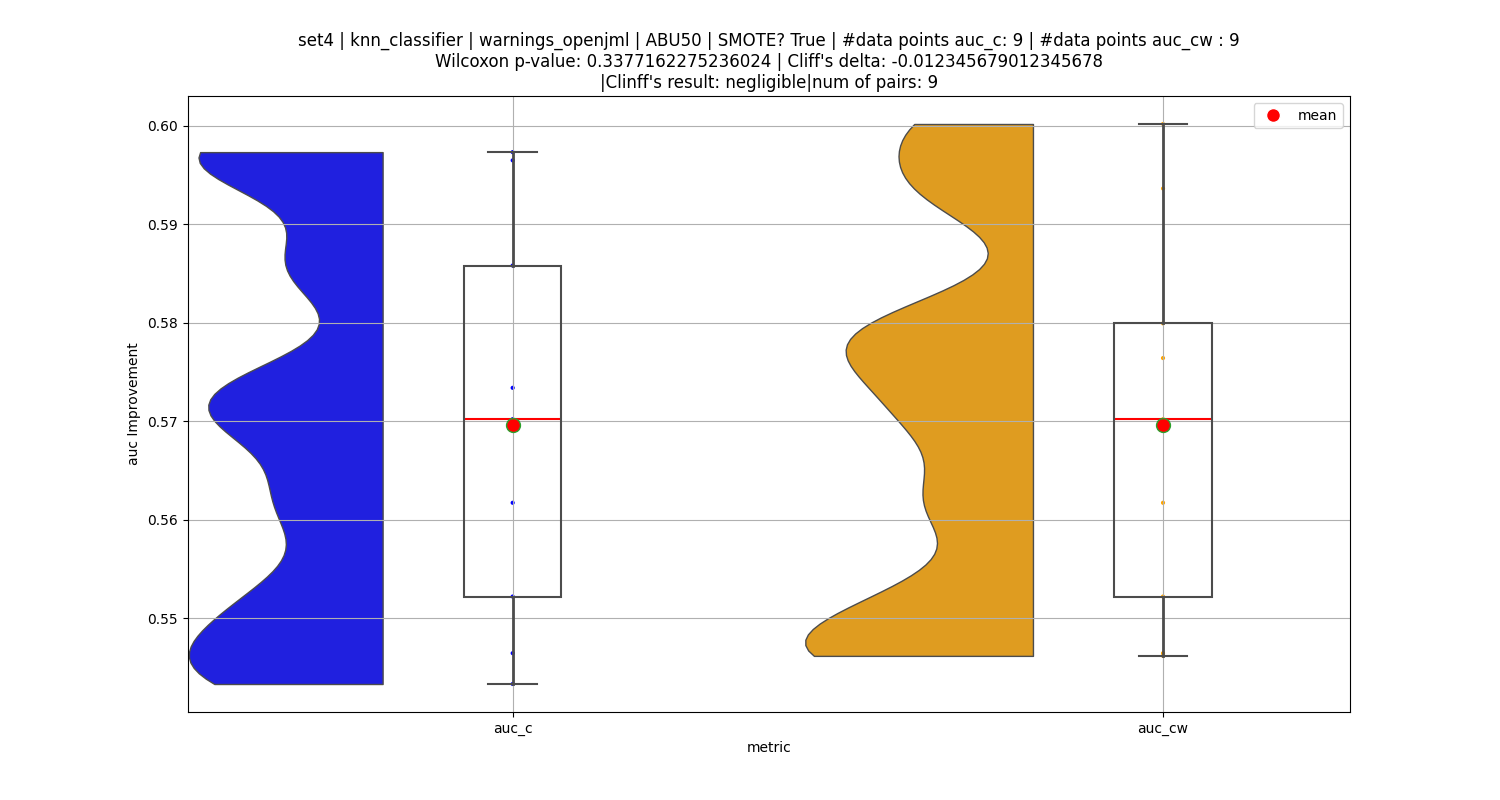 set4 | knn_classifier | warnings_openjml | ABU50 | SMOTE? True | #data points auc_c: 9 | #data points auc_cw : 9
Wilcoxon p-value: 0.3377162275236024 | Cliff's delta: -0.012345679012345678
|Clinff's result: negligible|num of pairs: 9
mean
0.60
0.59
0.58
0.57
0.56
0.55
auc Improvement
auc_c
auc_cw
metric